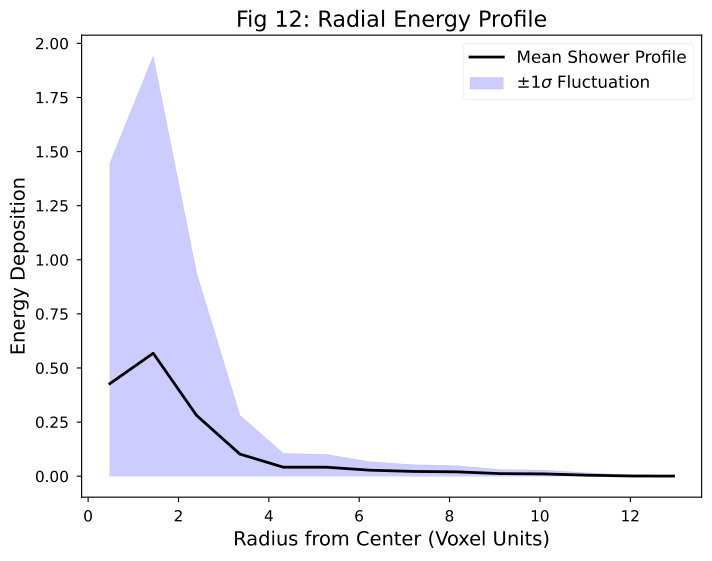 Fig 12: Radial Energy Profile
Mean Shower Profile
±1σ Fluctuation
Energy Deposition
2.00
1.75
1.50
1.25
1.00
0.75
0.50
0.25
0.00
0 2 4 6 8 10 12
Radius from Center (Voxel Units)